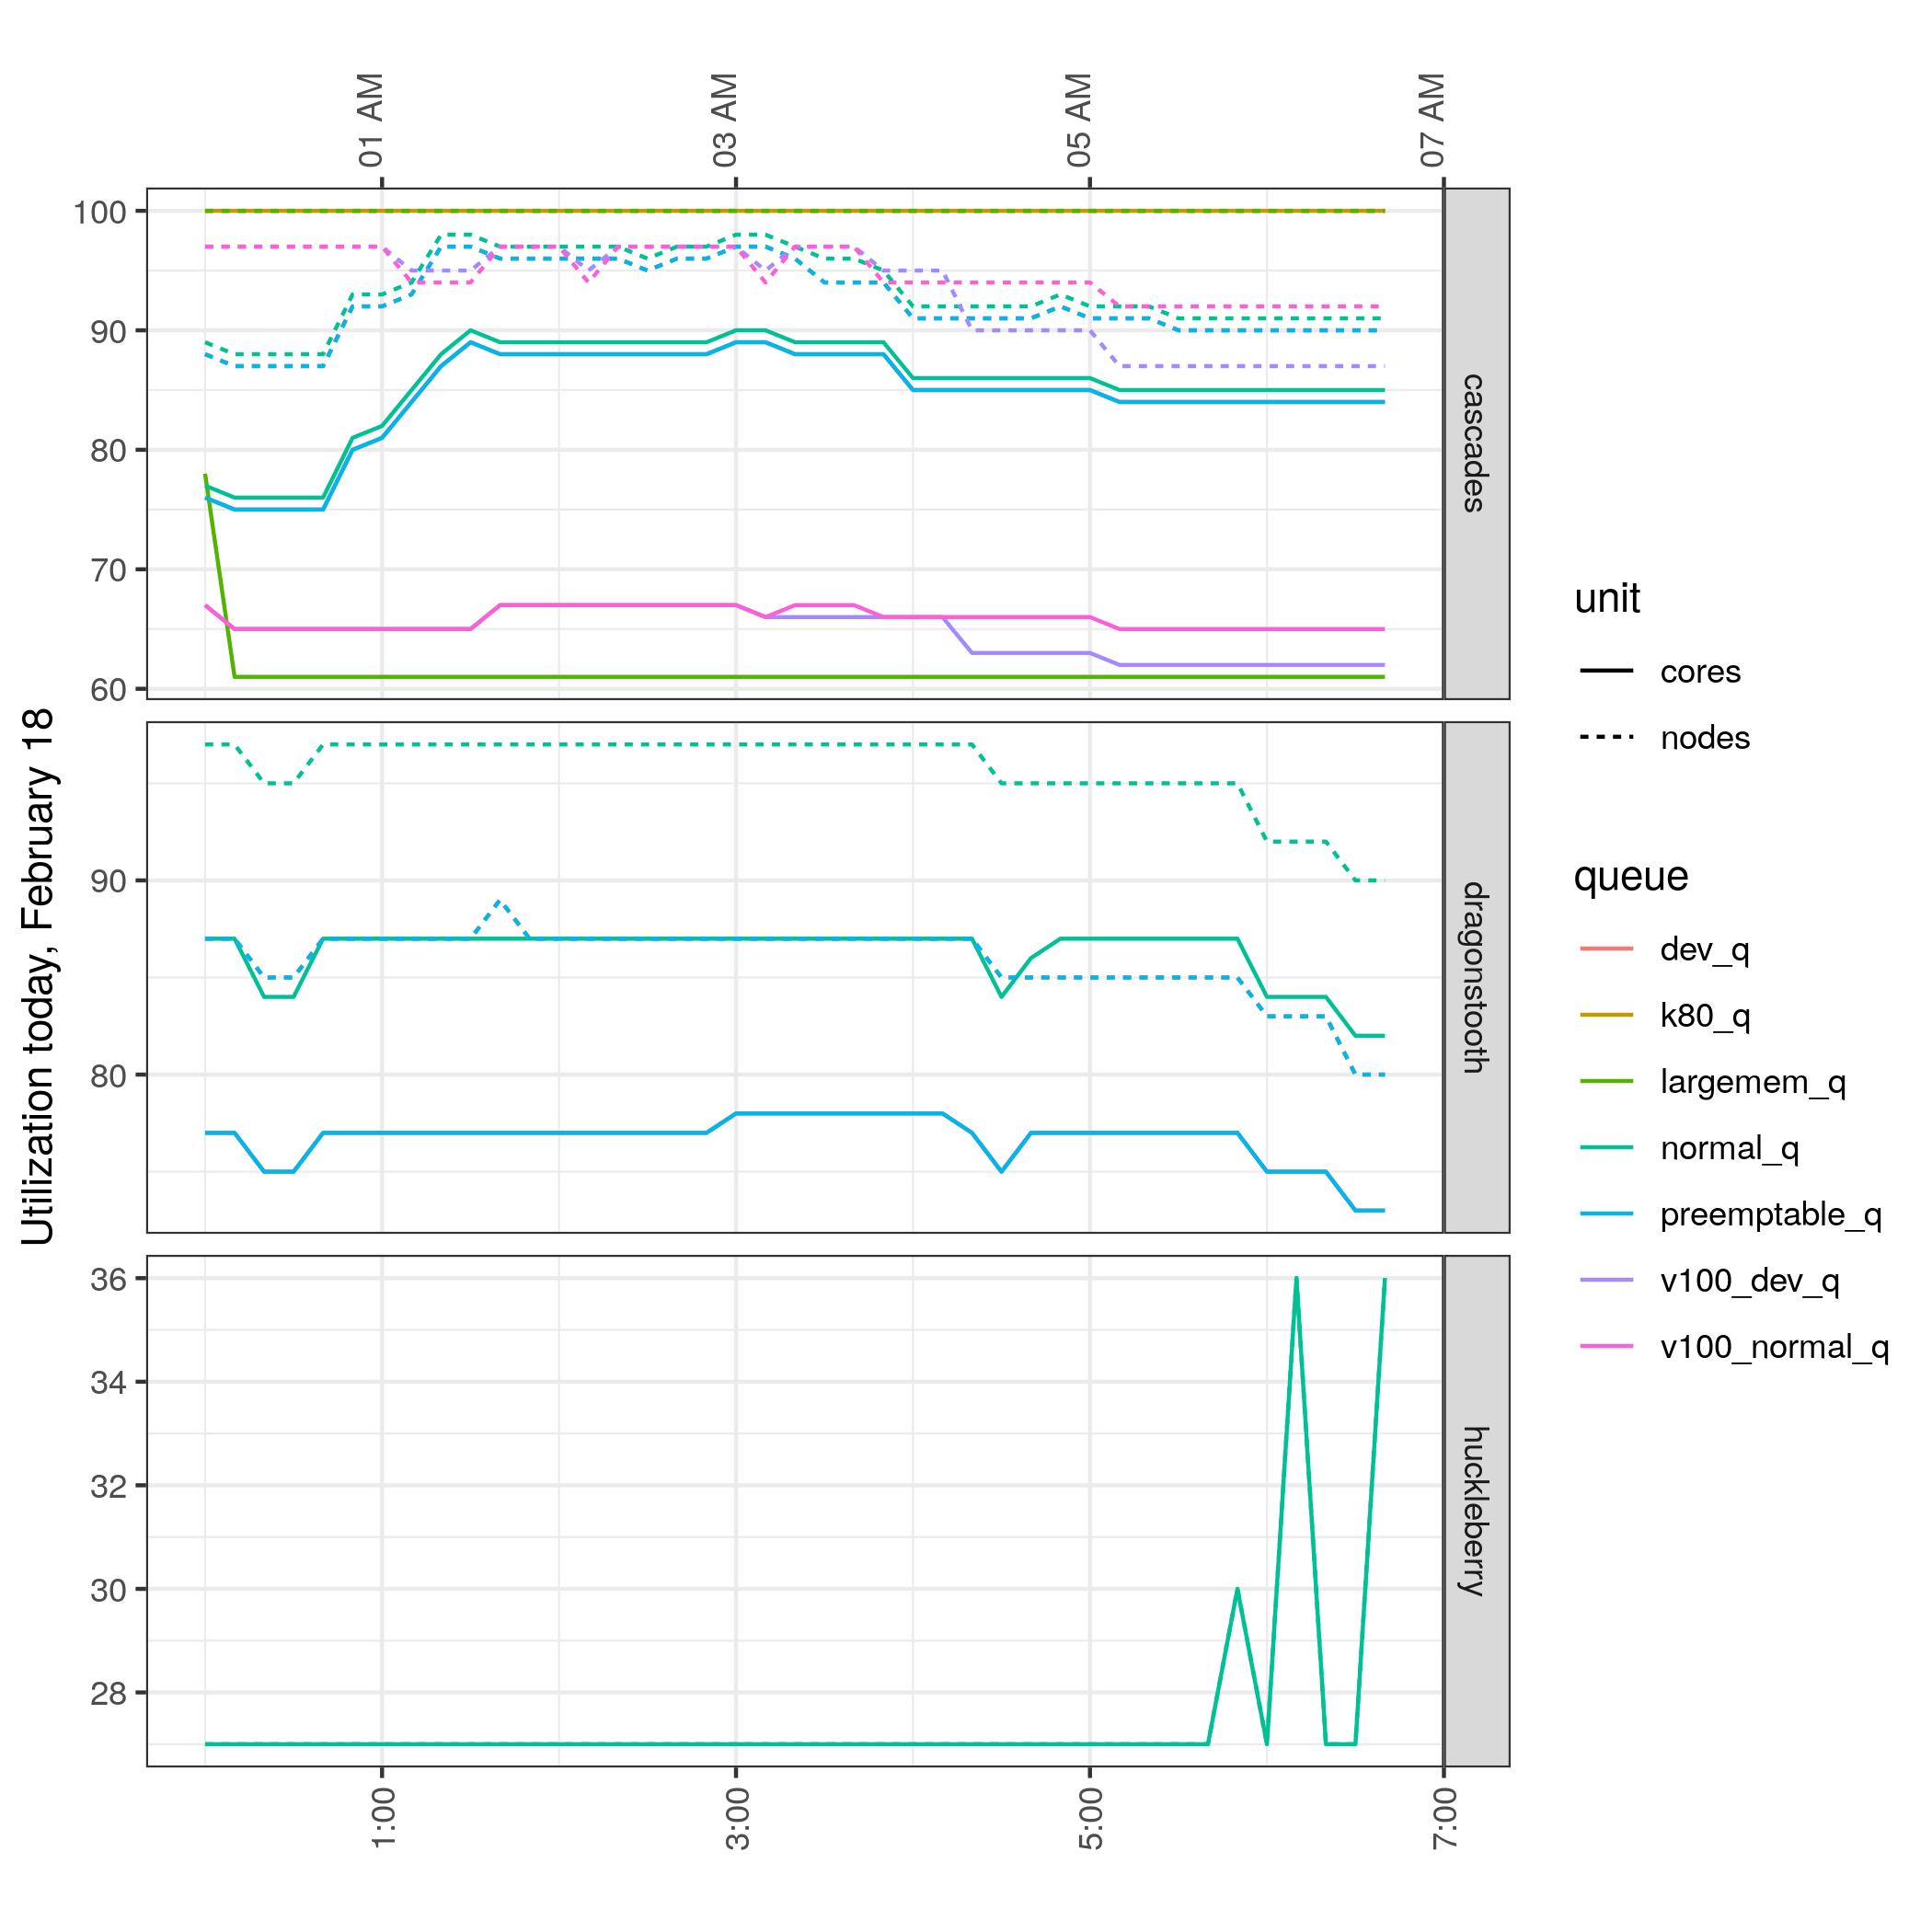 01 AM
03 AM
05 AM
07 AM
Utilization today, February 18
100
90
80
70
60
cascades
90
80
dragonstooth
36
34
32
30
28
huckleberry
1:00
3:00
5:00
7:00
unit
cores
nodes
queue
dev_q
k80_q
largemem_q
normal_q
preemptable_q
v100_dev_q
v100_normal_q